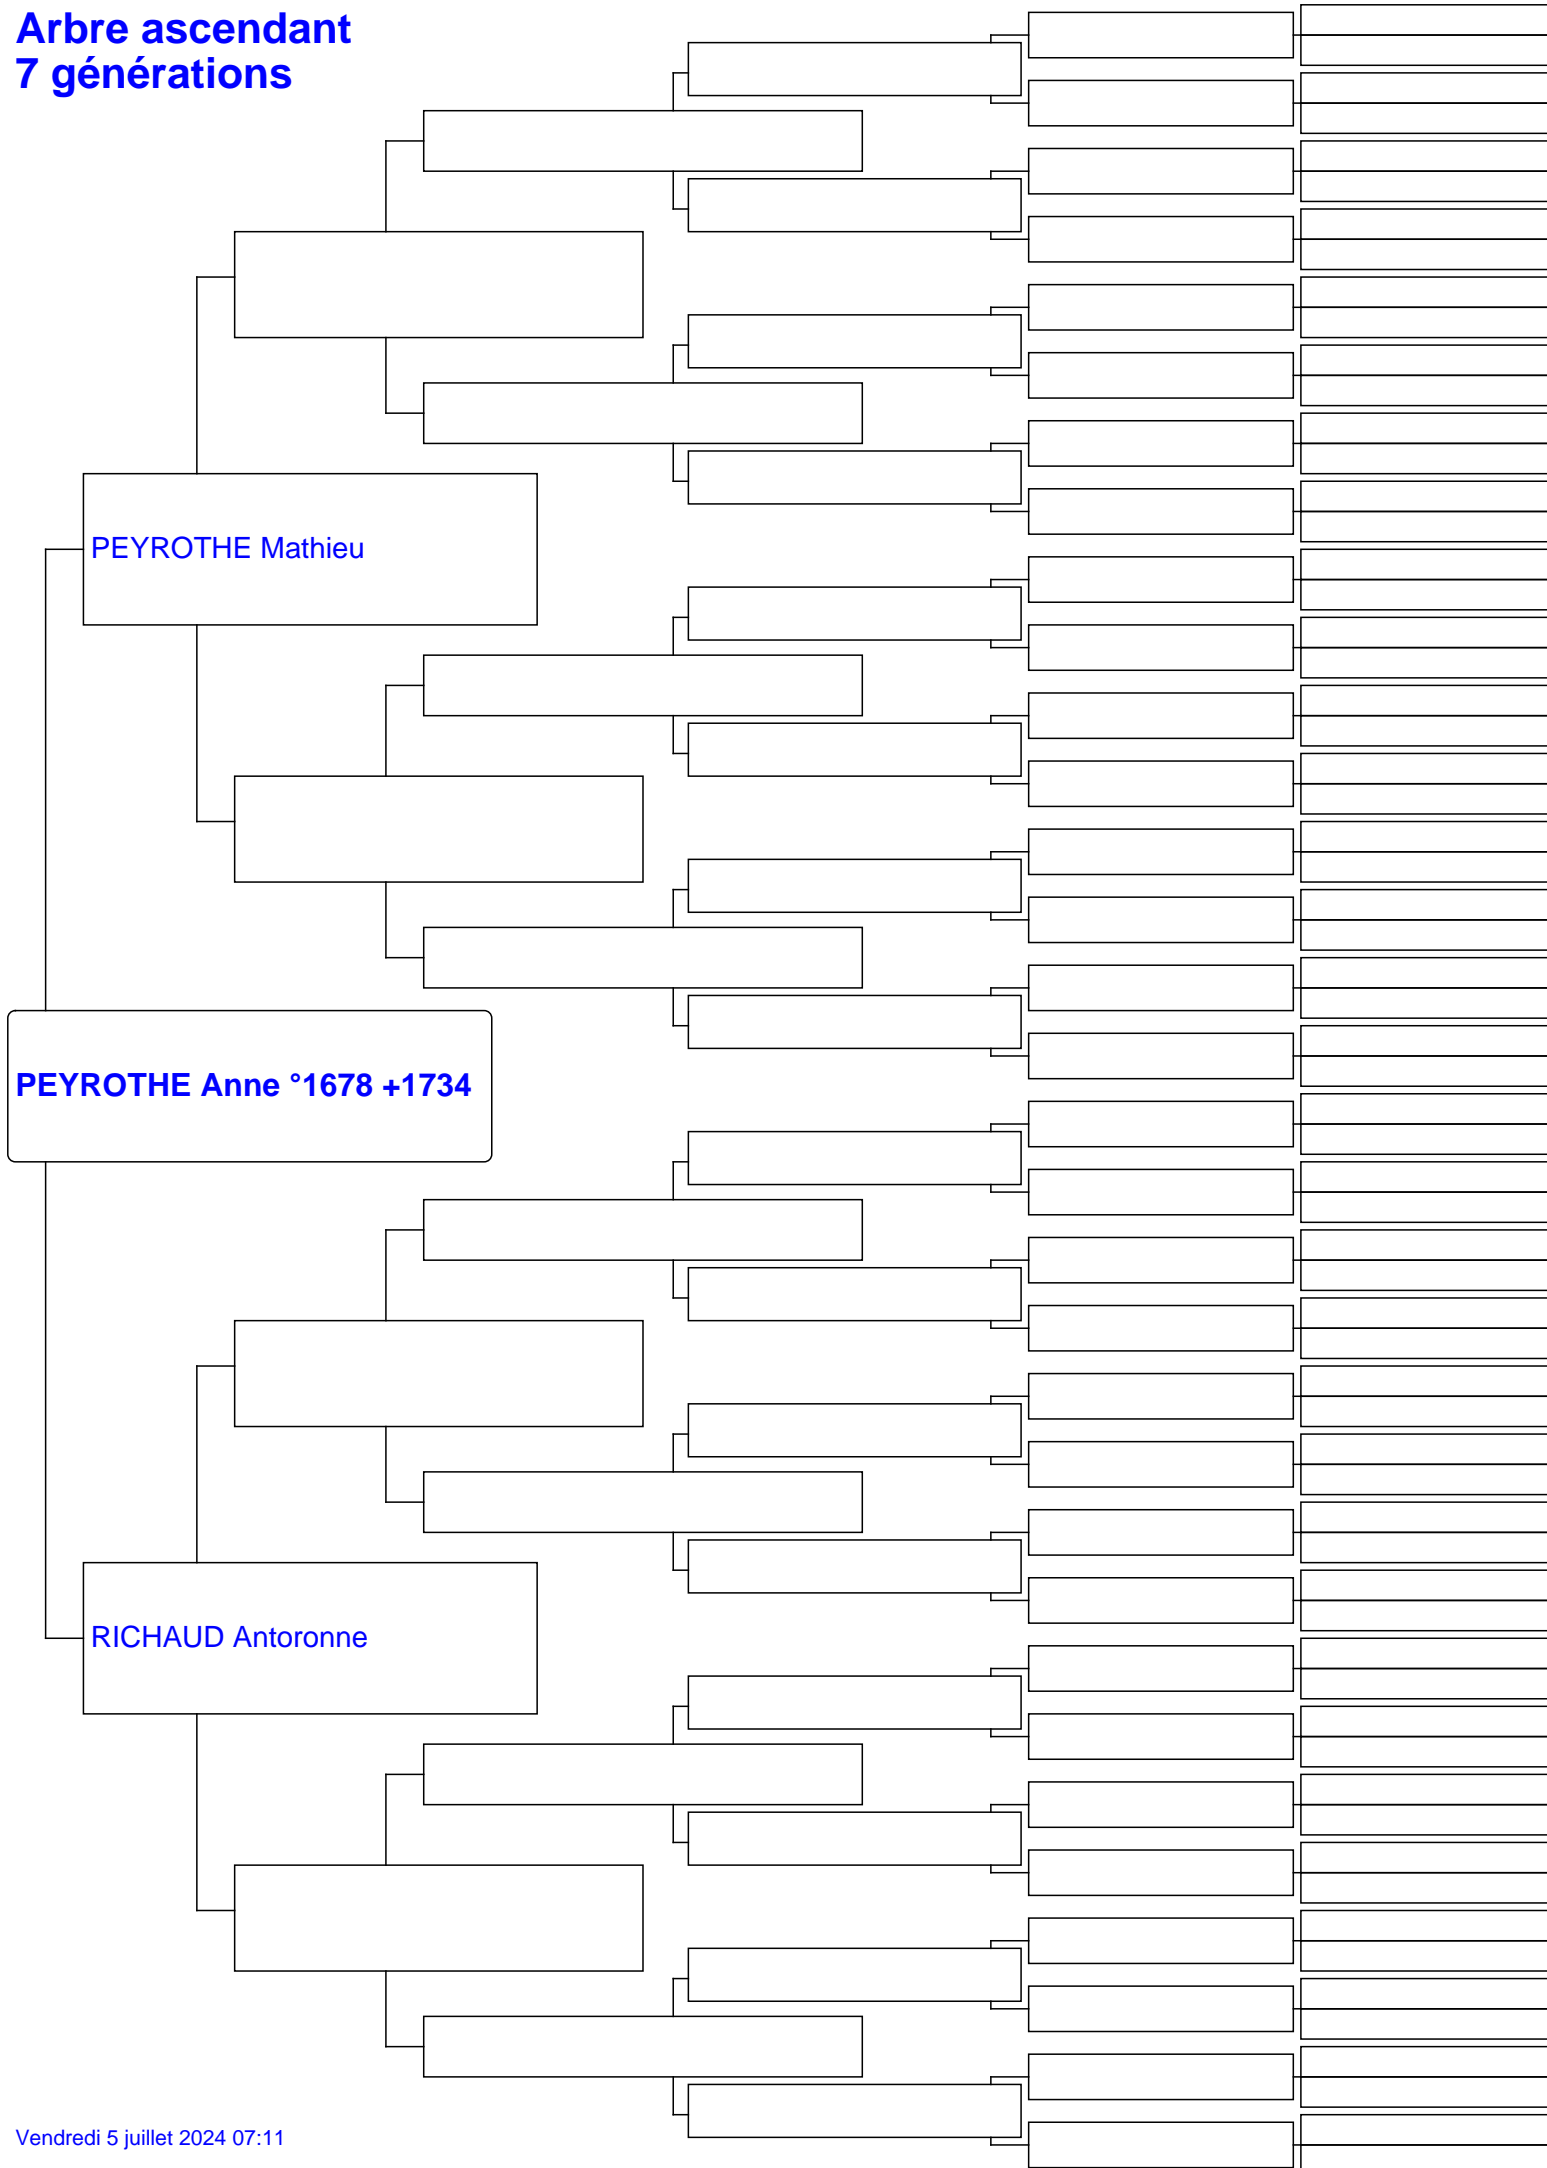 Arbre ascendant
7 générations
PEYROTHE Mathieu
PEYROTHE Anne °1678 +1734
RICHAUD Antoronne
Vendredi 5 juillet 2024 07:11